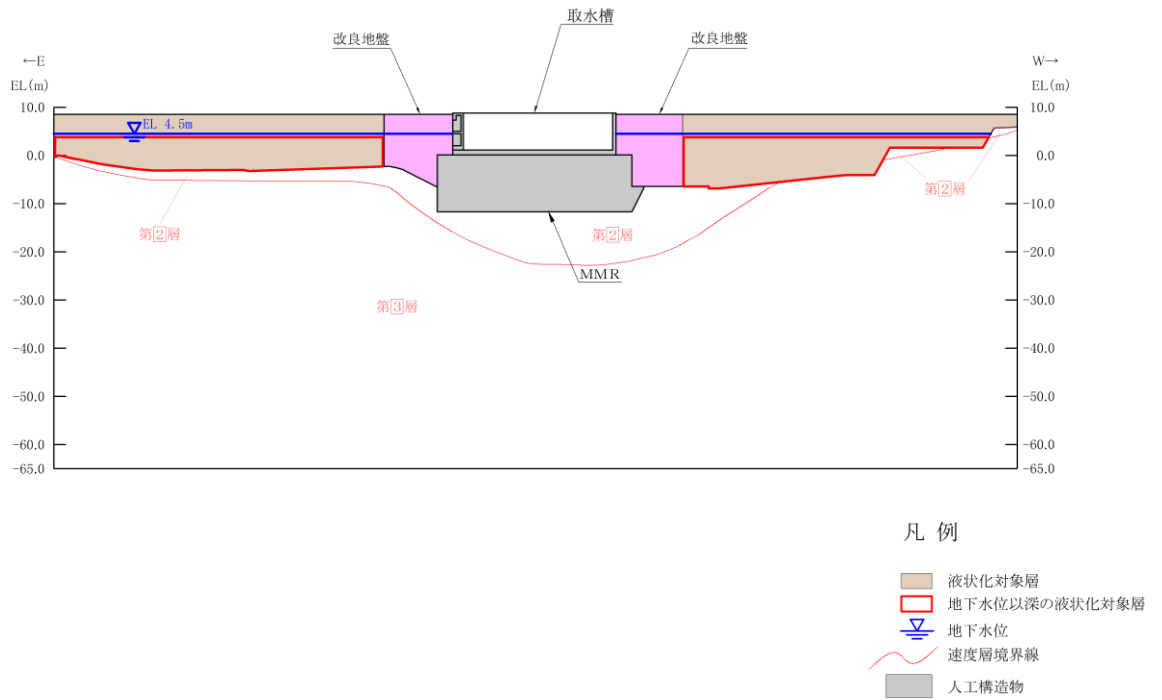 取水槽
改良地盤
改良地盤
←E
W→
EL(m)
EL(m)
10.0
10.0
EL 4.5m
0.0
0.0
第2層
-10.0
-10.0
第2層
第2層
-20.0
-20.0
MMR
-30.0
-30.0
第3層
-40.0
-40.0
-50.0
-50.0
-60.0
-60.0
-65.0
-65.0
凡 例
液状化対象層
地下水位以深の液状化対象層
地下水位
速度層境界線
人工構造物